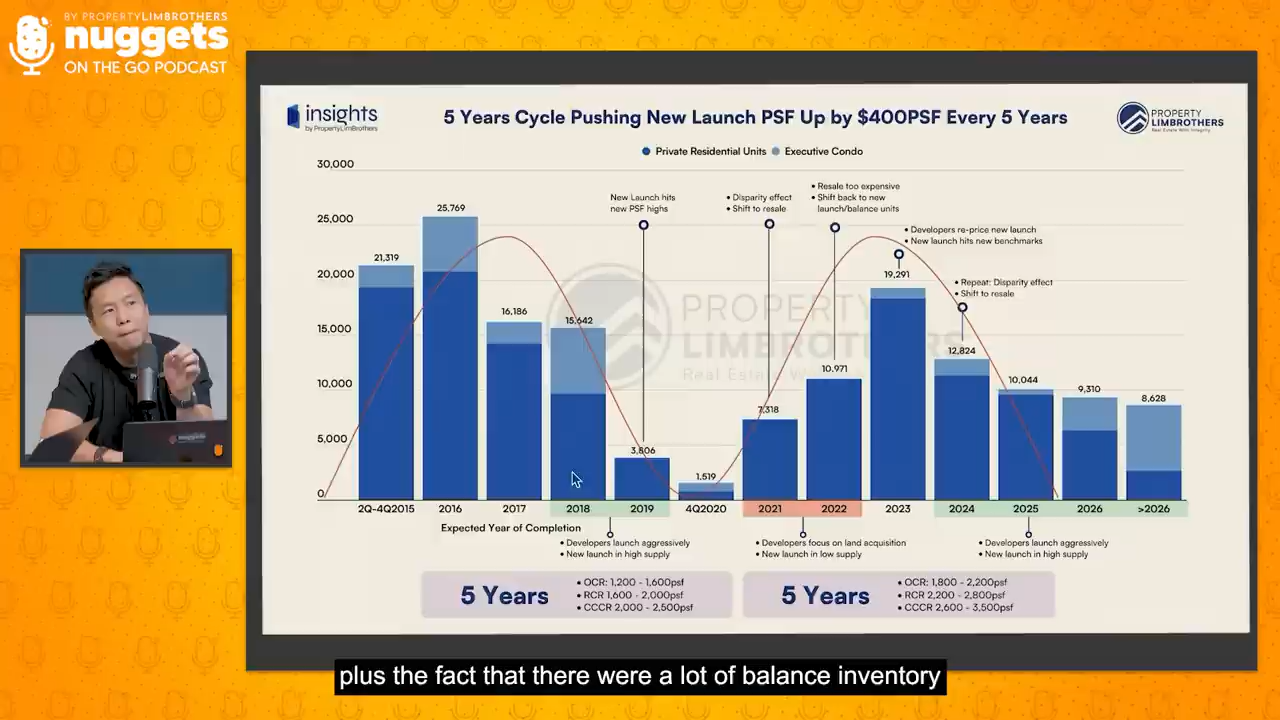 BY PROPERTYLIMBROTHERS
nuggets
ON THE GO PODCAST
insights
by PropertyLimBrothers
5 Years Cycle Pushing New Launch PSF Up by $400PSF Every 5 Years
PROPERTY
LIMBROTHERS
Real Estate With Integrity
Private Residential Units
Executive Condo
30,000
25,000
20,000
15,000
10,000
5,000
0
21,319
25,769
16,186
15,642
3,806
1,519
7,318
10,971
19,291
12,824
10,044
9,310
8,628
New Launch hits
new PSF highs
• Disparity effect
• Shift to resale
• Resale too expensive
• Shift back to new
launch/balance units
• Developers re-price new launch
• New launch hits new benchmarks
• Repeat: Disparity effect
• Shift to resale
PROPERTY
LIMBROTHERS
Real Estate W
2Q-4Q2015
2016
2017
2018
2019
4Q2020
2021
2022
2023
2024
2025
2026
>2026
Expected Year of Completion
• Developers launch aggressively
• New launch in high supply
• Developers focus on land acquisition
• New launch in low supply
• Developers launch aggressively
• New launch in high supply
5 Years
• OCR: 1,200 - 1,600psf
• RCR 1,600 - 2,000psf
• CCCR 2,000 - 2,500psf
5 Years
• OCR: 1,800 - 2,200psf
• RCR 2,200 - 2,800psf
• CCCR 2,600 - 3,500psf
plus the fact that there were a lot of balance inventory